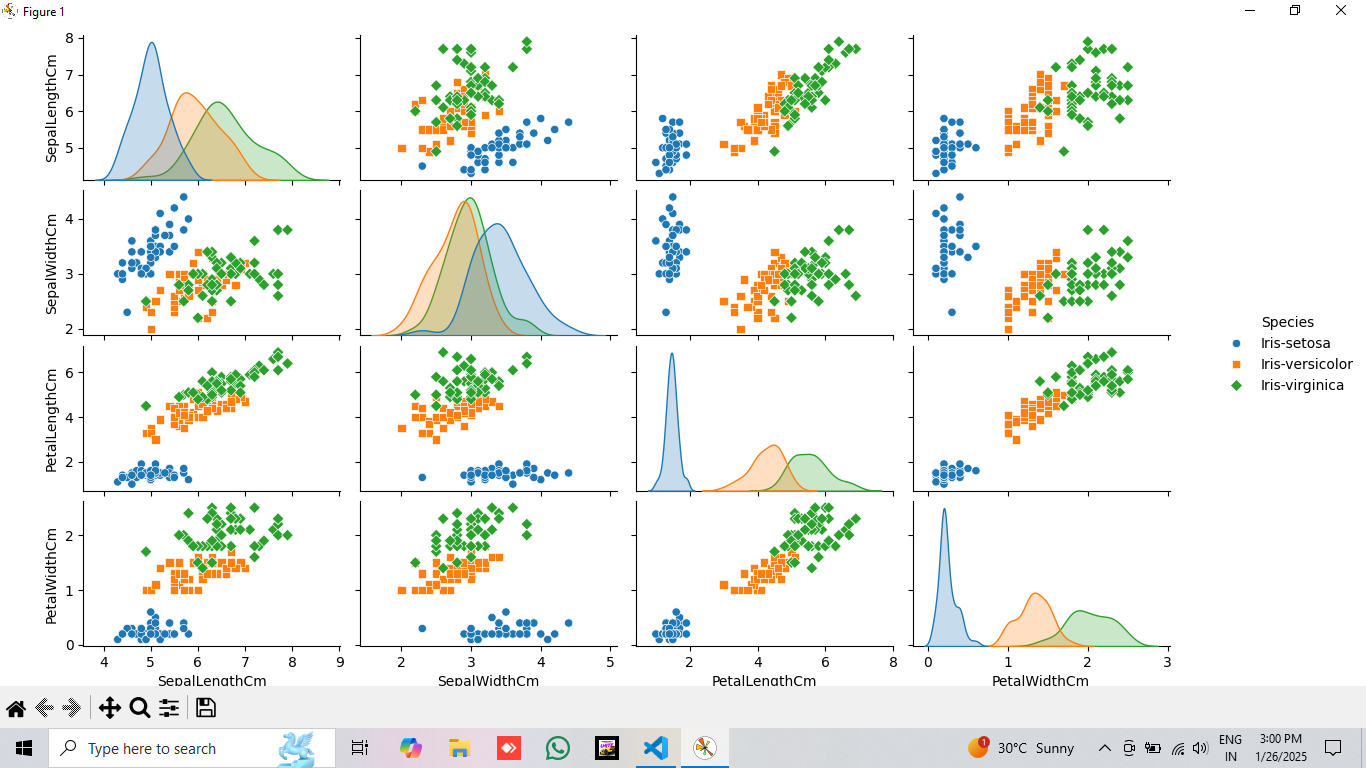 Figure 1
8
7
6
5
SepalLengthCm
4
3
2
SepalWidthCm
6
4
2
PetalLengthCm
2
1
0
PetalWidthCm
4 5 6 7 8 9
SepalLengthCm
2 3 4 5
SepalWidthCm
2 4 6 8
PetalLengthCm
0 1 2 3
PetalWidthCm
Species
Iris-setosa
Iris-versicolor
Iris-virginica
Type here to search
1
30°C Sunny
ENG
IN
3:00 PM
1/26/2025